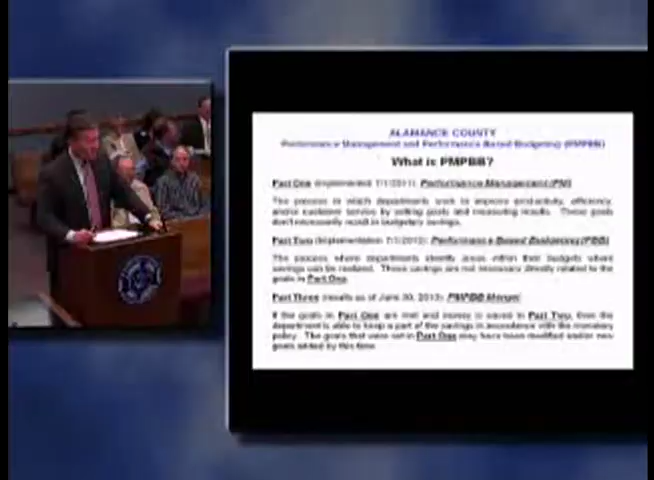 ALAMANCE COUNTY
Performance Management and Performance Based Budgeting (PMPBB)
What is PMPBB?
Part One (Implemented 7/1/2011): Performance Management (PM)
The process in which departments work to improve productivity, efficiency,
and/or customer service by setting goals and measuring results. These goals
don't necessarily result in budgetary savings.
Part Two (Implementation 7/1/2012): Performance Based Budgeting (PBB)
The process where departments identify areas within their budgets where
savings can be realized. These savings are not necessary directly related to the
goals in Part One.
Part Three (results as of June 30, 2013): PMPBB Merger
If the goals in Part One are met and money is saved in Part Two, then the
department is able to keep a part of the savings in accordance with the monetary
policy. The goals that were set in Part One may have been modified and/or new
goals added by this time.